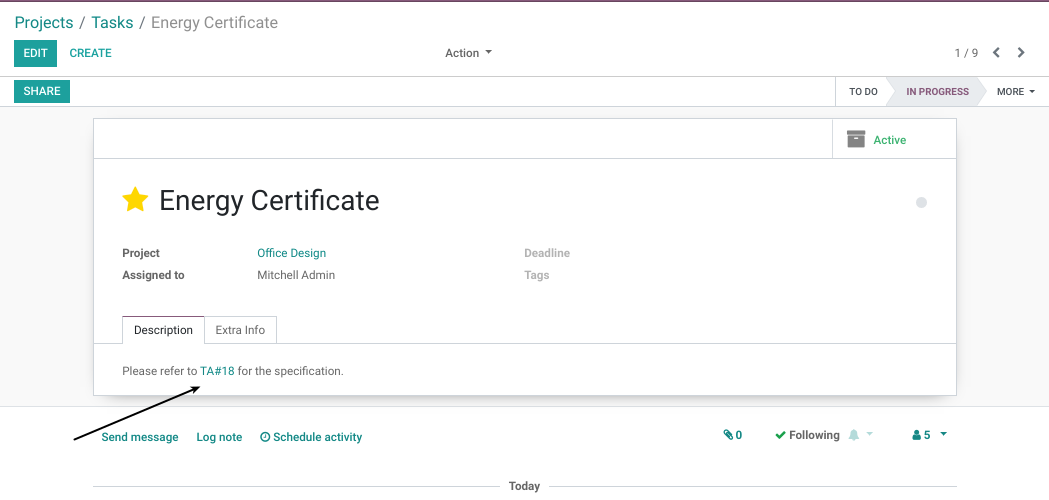 Projects / Tasks / Energy Certificate
EDIT CREATE Action 1 / 9
SHARE TO DO IN PROGRESS MORE
Active
Energy Certificate
Project Office Design Deadline
Assigned to Mitchell Admin Tags
Description Extra Info
Please refer to TA#18 for the specification.
Send message Log note Schedule activity 0 Following 5
Today